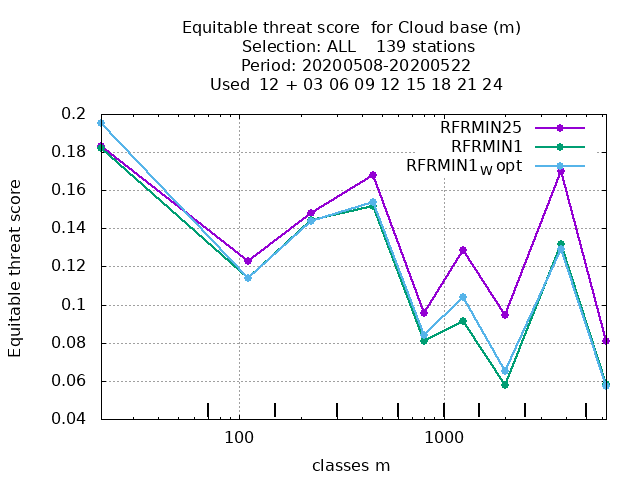 Equitable threat score  for Cloud base (m)
Selection: ALL    139 stations
Period: 20200508-20200522
Used  12 + 03 06 09 12 15 18 21 24
RFRMIN25
RFRMIN1
RFRMIN1W opt
Equitable threat score
0.2
0.18
0.16
0.14
0.12
0.1
0.08
0.06
0.04
100 1000
classes m